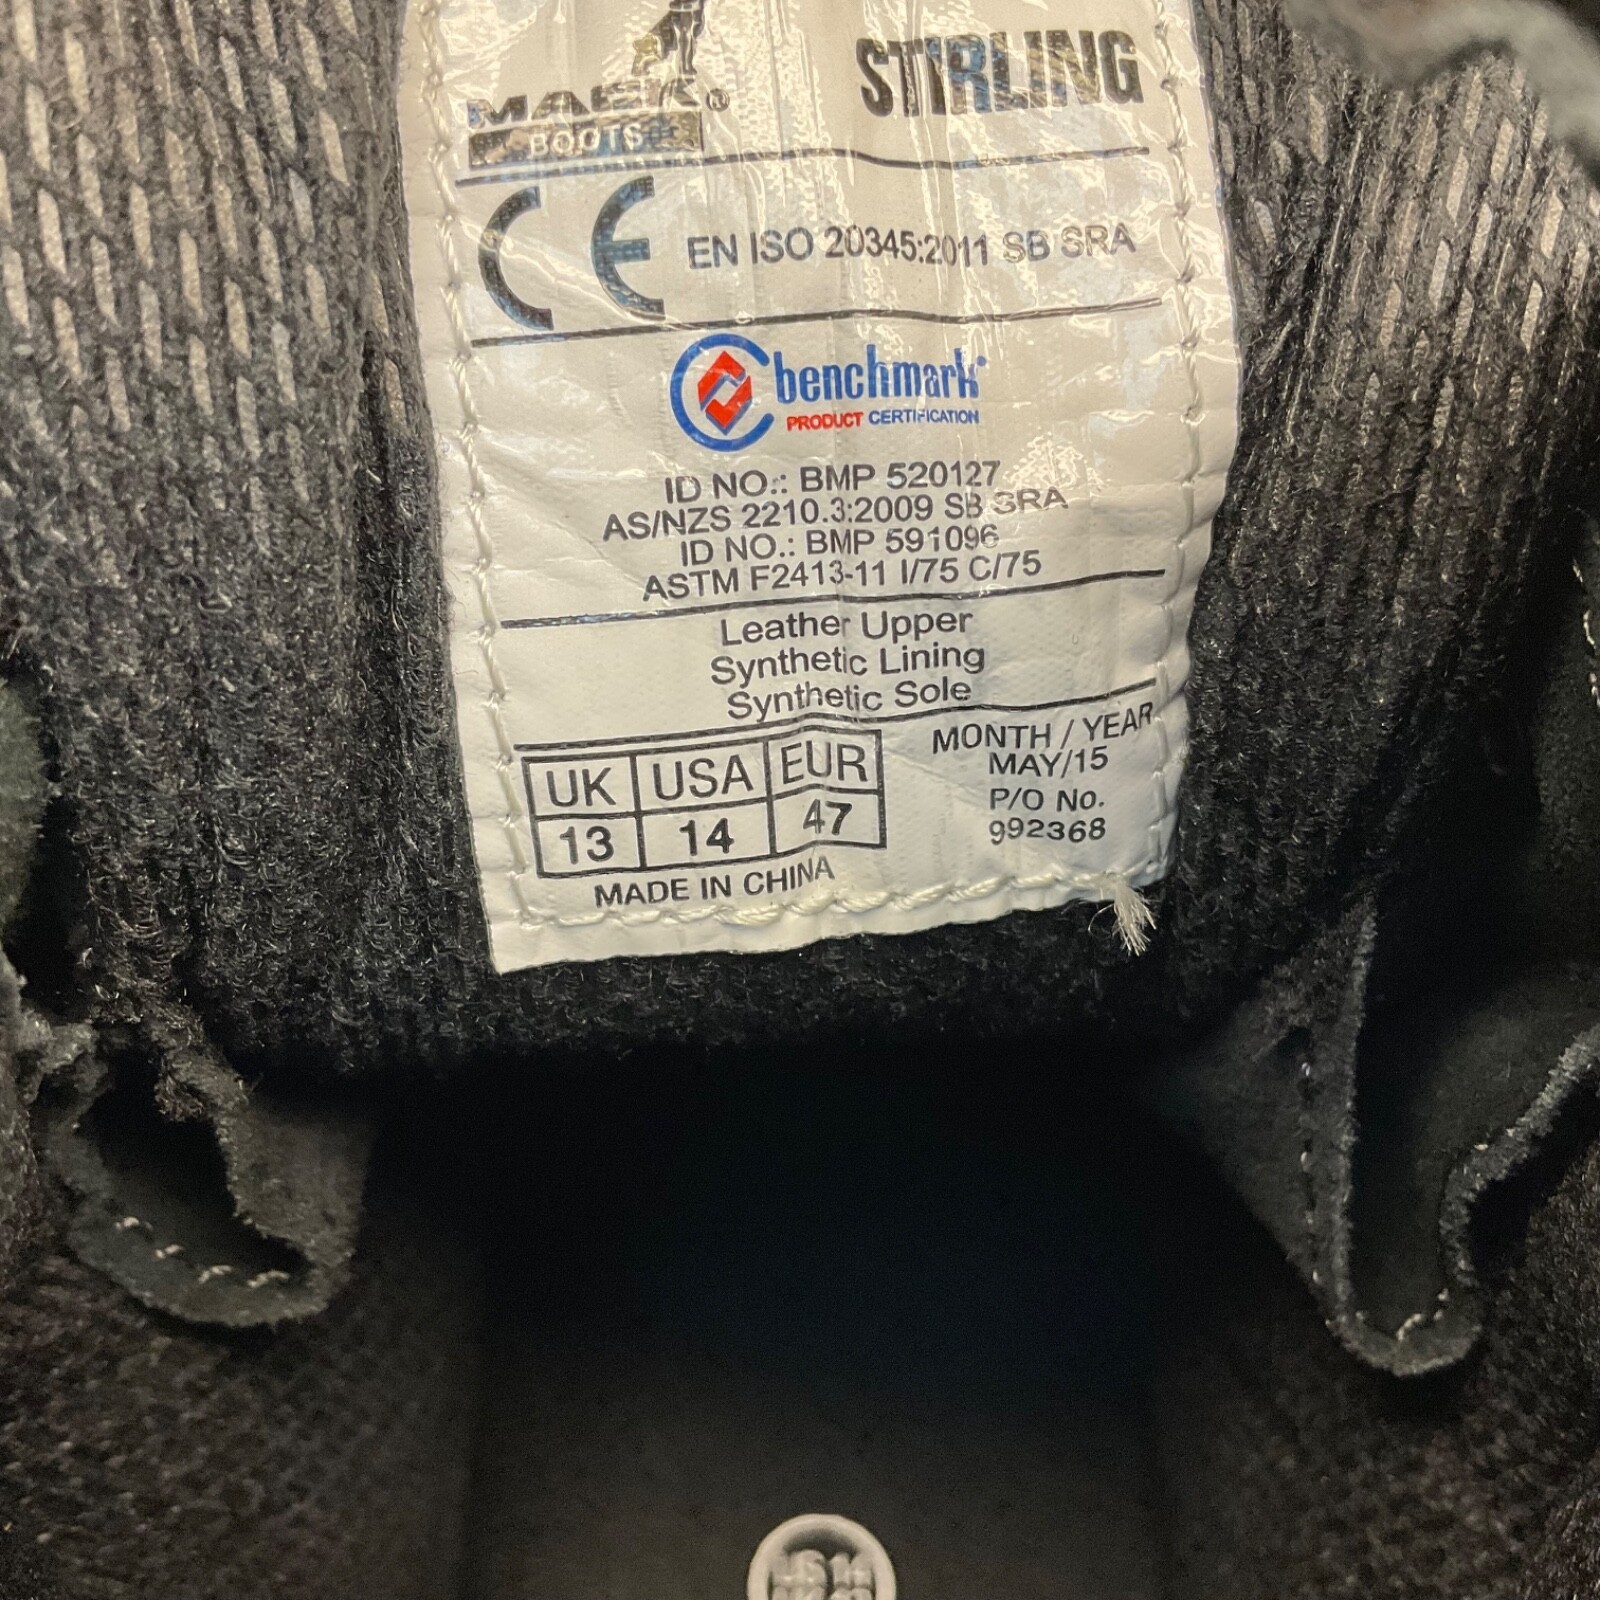 MACK®
STIRLING
BOOTS
CE
EN ISO 20345:2011 SB SRA
benchmark
PRODUCT CERTIFICATION
ID NO.: BMP 520127
AS/NZS 2210.3:2009 SB SRA
ID NO.: BMP 591096
ASTM F2413-11 I/75 C/75
Leather Upper
Synthetic Lining
Synthetic Sole
UK USA EUR
13 14 47
MADE IN CHINA
MONTH / YEAR
MAY/15
P/O No.
992368